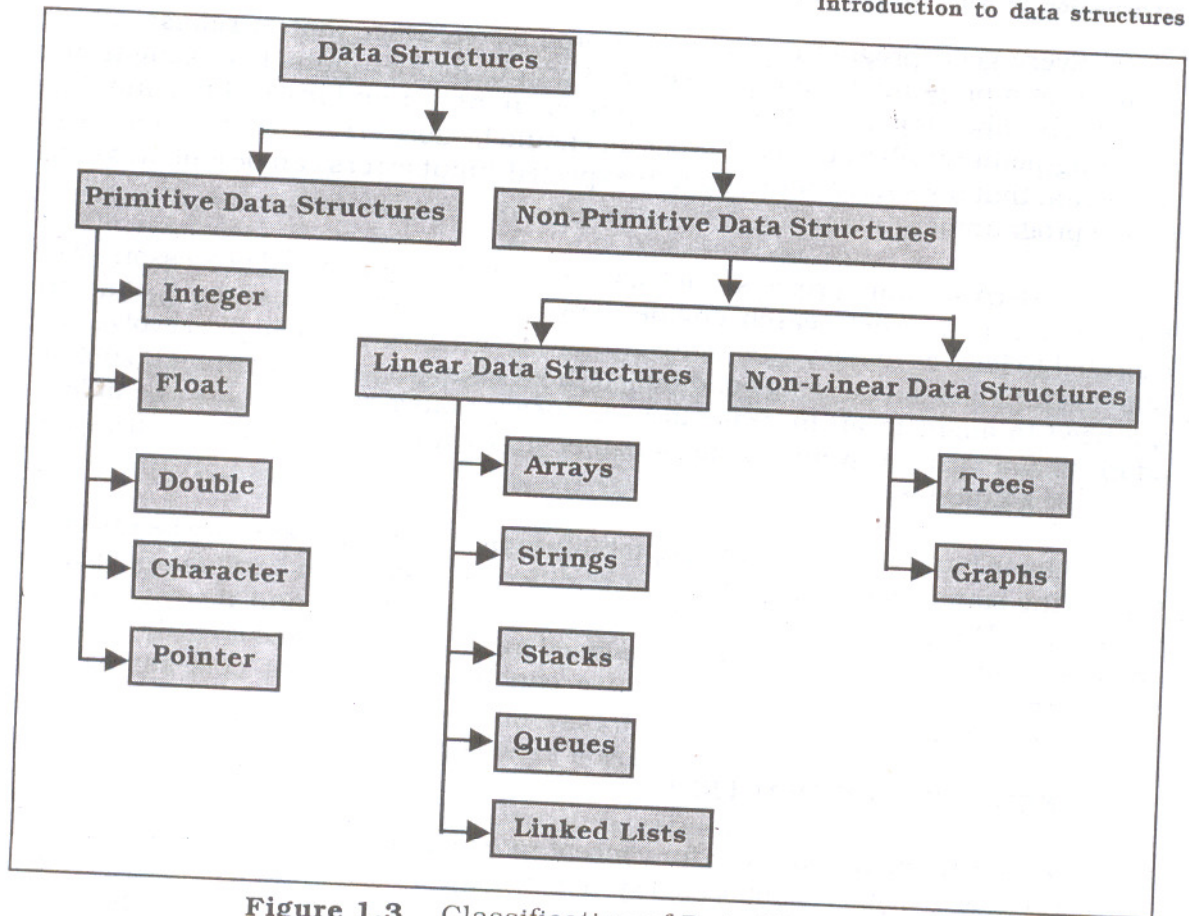 Introduction to data structures
Data Structures
Primitive Data Structures
Non-Primitive Data Structures
Integer
Float
Double
Character
Pointer
Linear Data Structures
Non-Linear Data Structures
Arrays
Strings
Stacks
Queues
Linked Lists
Trees
Graphs
Figure 1.3 Classification of